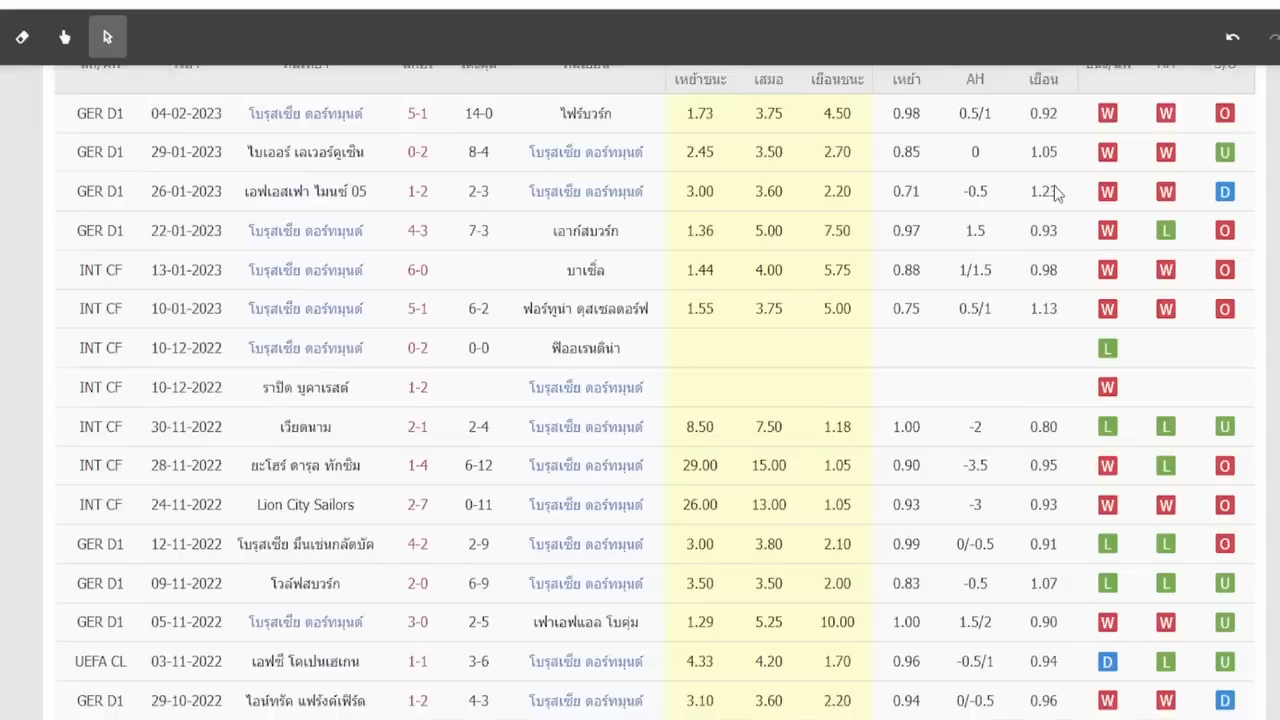 เหย้าชนะ เสมอ เยือนชนะ เหย้า AH เยือน
GER D1 04-02-2023 โบรุสเซีย ดอร์ทมุนด์ 5-1 14-0 ไฟร์บวร์ก 1.73 3.75 4.50 0.98 0.5/1 0.92 W W O
GER D1 29-01-2023 ไบเออร์ เลเวอร์คูเซ่น 0-2 8-4 โบรุสเซีย ดอร์ทมุนด์ 2.45 3.50 2.70 0.85 0 1.05 W W U
GER D1 26-01-2023 เอฟเอสเฟา ไมนซ์ 05 1-2 2-3 โบรุสเซีย ดอร์ทมุนด์ 3.00 3.60 2.20 0.71 -0.5 W W D
GER D1 22-01-2023 โบรุสเซีย ดอร์ทมุนด์ 4-3 7-3 เอาก์สบวร์ก 1.36 5.00 7.50 0.97 1.5 0.93 W L O
INT CF 13-01-2023 โบรุสเซีย ดอร์ทมุนด์ 6-0 บาเซิ่ล 1.44 4.00 5.75 0.88 1/1.5 0.98 W W O
INT CF 10-01-2023 โบรุสเซีย ดอร์ทมุนด์ 5-1 6-2 ฟอร์ทูน่า ดุสเซลดอร์ฟ 1.55 3.75 5.00 0.75 0.5/1 1.13 W W O
INT CF 10-12-2022 โบรุสเซีย ดอร์ทมุนด์ 0-2 0-0 ฟิออเรนติน่า L
INT CF 10-12-2022 ราปิด บูคาเรสต์ 1-2 โบรุสเซีย ดอร์ทมุนด์ W
INT CF 30-11-2022 เวียดนาม 2-1 2-4 โบรุสเซีย ดอร์ทมุนด์ 8.50 7.50 1.18 1.00 -2 0.80 L L U
INT CF 28-11-2022 ยะโฮร์ ดารุล ทักซิม 1-4 6-12 โบรุสเซีย ดอร์ทมุนด์ 29.00 15.00 1.05 0.90 -3.5 0.95 W L O
INT CF 24-11-2022 Lion City Sailors 2-7 0-11 โบรุสเซีย ดอร์ทมุนด์ 26.00 13.00 1.05 0.93 -3 0.93 W W O
GER D1 12-11-2022 โบรุสเซีย มึนเช่นกลัดบัค 4-2 2-9 โบรุสเซีย ดอร์ทมุนด์ 3.00 3.80 2.10 0.99 0/-0.5 0.91 L L O
GER D1 09-11-2022 โวล์ฟสบวร์ก 2-0 6-9 โบรุสเซีย ดอร์ทมุนด์ 3.50 3.50 2.00 0.83 -0.5 1.07 L L U
GER D1 05-11-2022 โบรุสเซีย ดอร์ทมุนด์ 3-0 2-5 เฟาเอฟแอล โบคุ่ม 1.29 5.25 10.00 1.00 1.5/2 0.90 W W U
UEFA CL 03-11-2022 เอฟซี โคเปนเฮเกน 1-1 3-6 โบรุสเซีย ดอร์ทมุนด์ 4.33 4.20 1.70 0.96 -0.5/1 0.94 D L U
GER D1 29-10-2022 ไอน์ทรัค แฟร้งค์เฟิร์ต 1-2 4-3 โบรุสเซีย ดอร์ทมุนด์ 3.10 3.60 2.20 0.94 0/-0.5 0.96 W W D